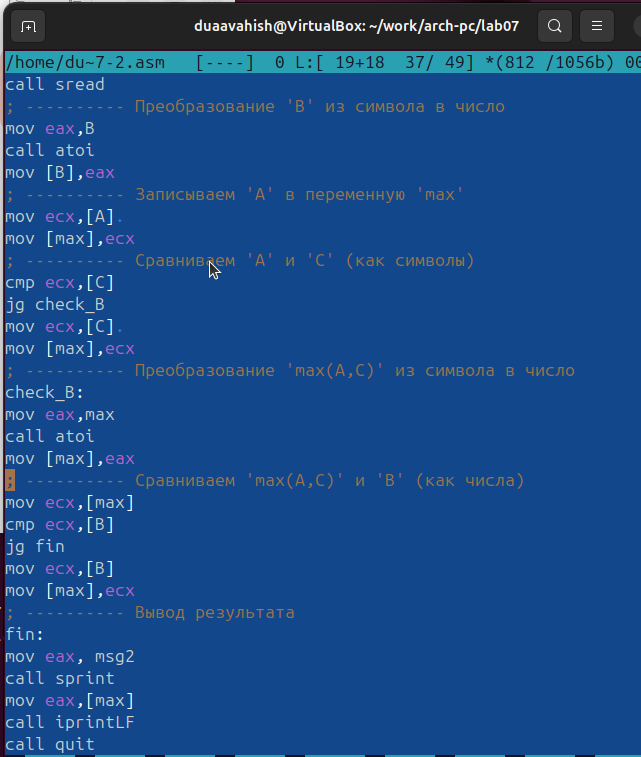 duaavahish@VirtualBox: ~/work/arch-pc/lab07
/home/du~7-2.asm   [----]  0 L:[ 19+18  37/ 49] *(812 /1056b) 00
call sread
; ---------- Преобразование 'B' из символа в число
mov eax,B
call atoi
mov [B],eax
; ---------- Записываем 'A' в переменную 'max'
mov ecx,[A].
mov [max],ecx
; ---------- Сравниваем 'A' и 'C' (как символы)
cmp ecx,[C]
jg check_B
mov ecx,[C].
mov [max],ecx
; ---------- Преобразование 'max(A,C)' из символа в число
check_B:
mov eax,max
call atoi
mov [max],eax
; ---------- Сравниваем 'max(A,C)' и 'B' (как числа)
mov ecx,[max]
cmp ecx,[B]
jg fin
mov ecx,[B]
mov [max],ecx
; ---------- Вывод результата
fin:
mov eax, msg2
call sprint
mov eax,[max]
call iprintLF
call quit